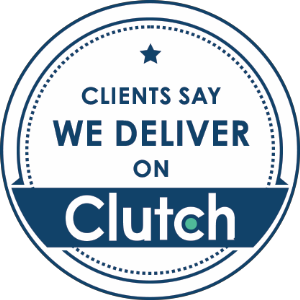 CLIENTS SAY
WE DELIVER
ON
Clutch